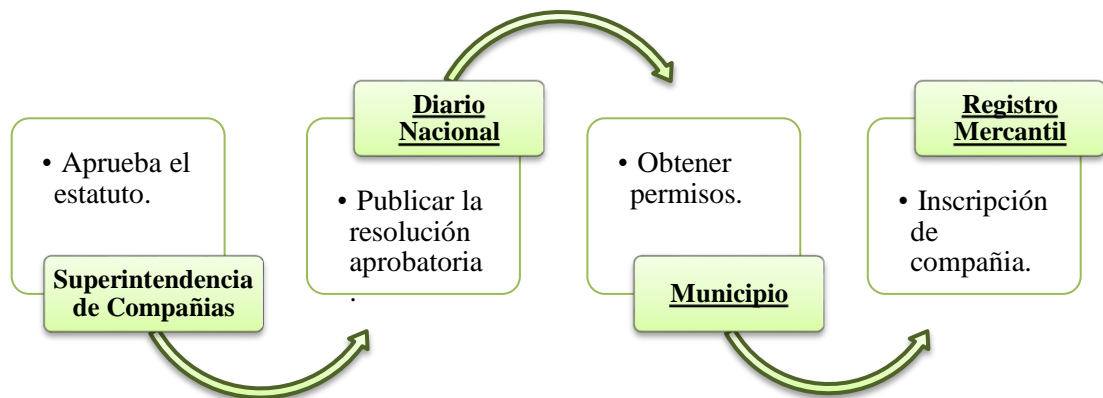 • Aprueba el
estatuto.
Superintendencia
de Compañias
Diario
Nacional
• Publicar la
resolución
aprobatoria
.
• Obtener
permisos.
Municipio
Registro
Mercantil
• Inscripción
de
compañia.